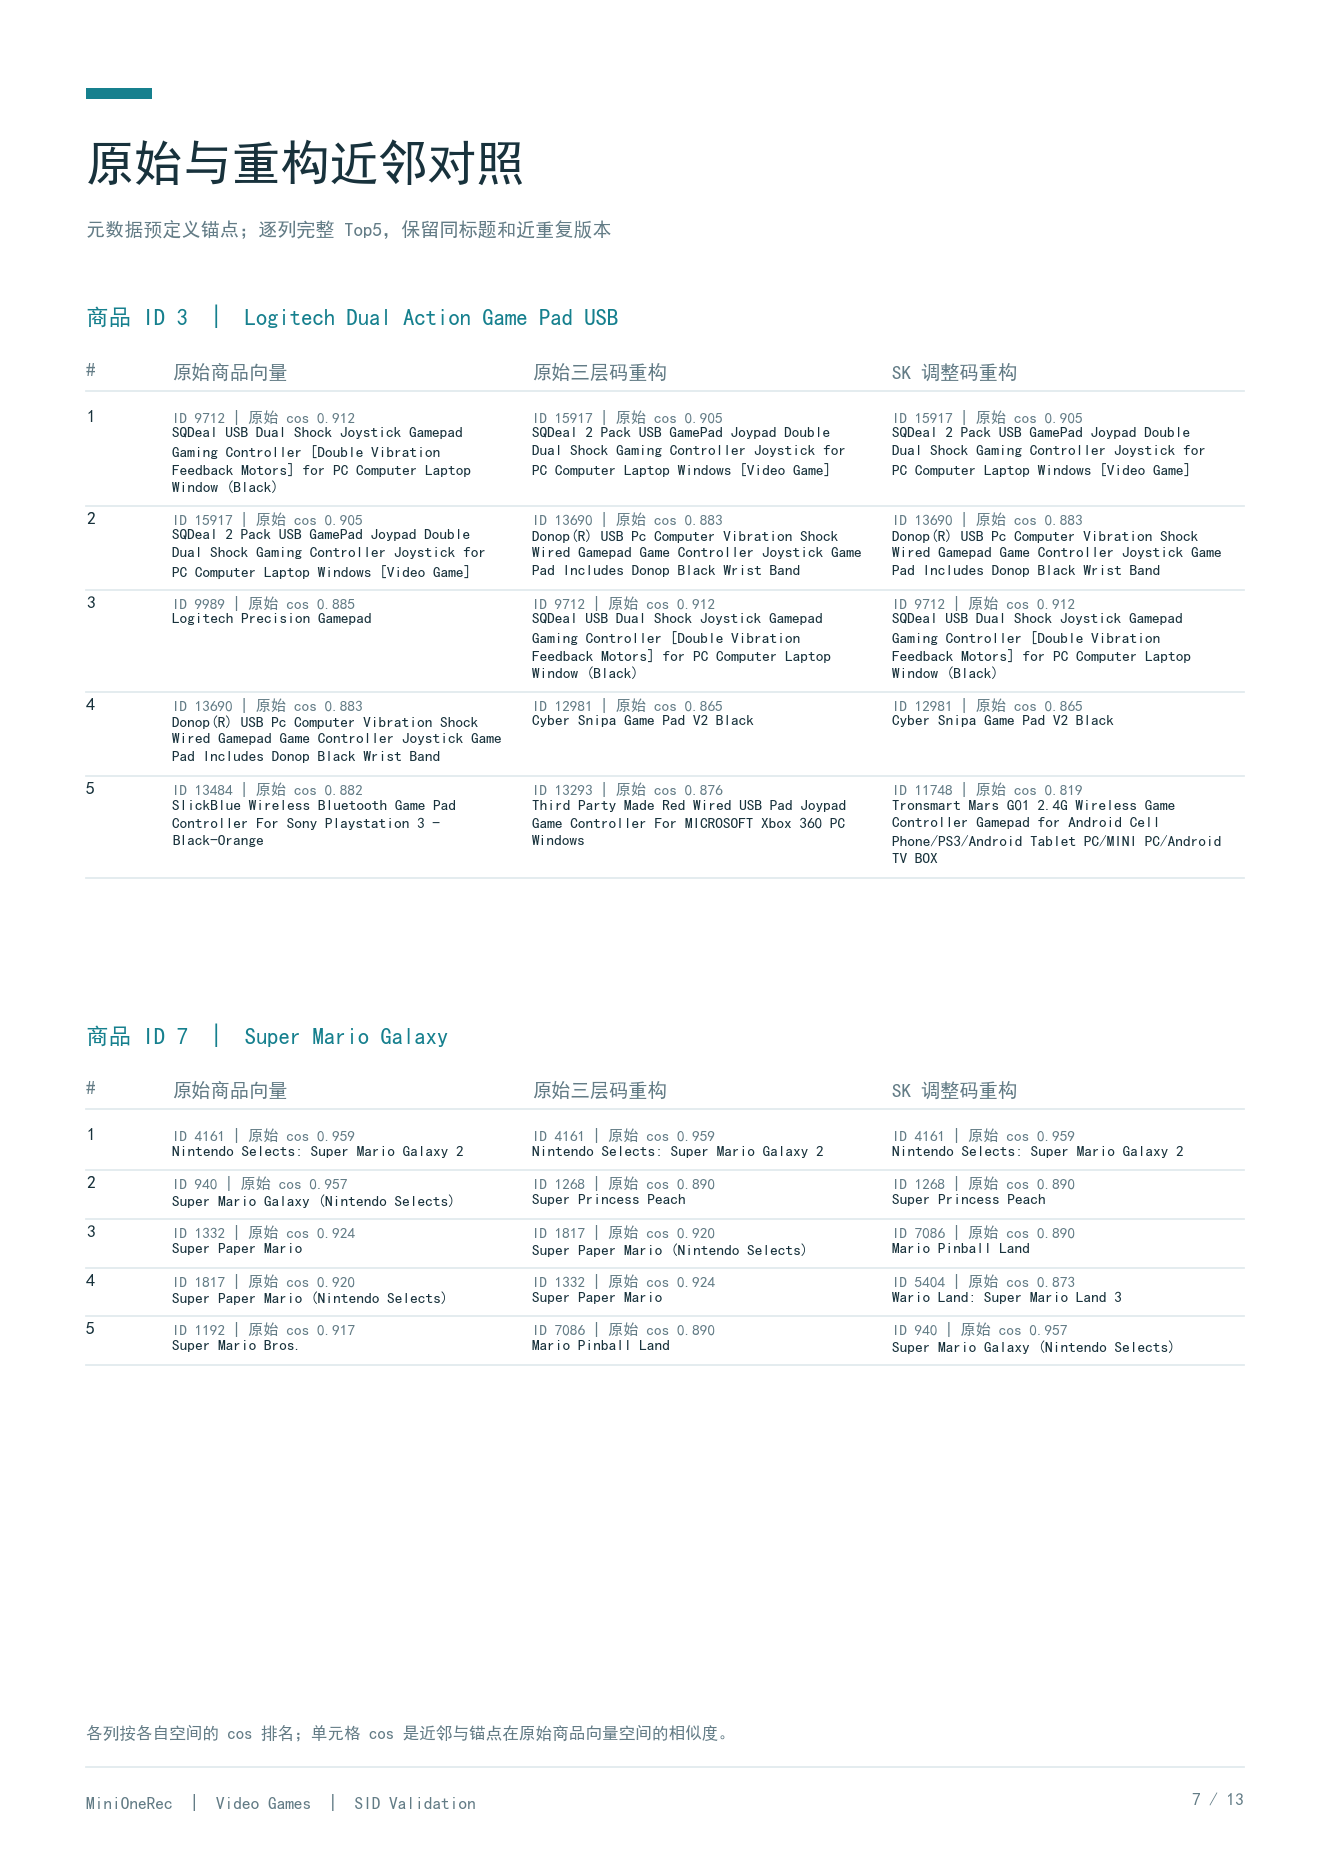 原始与重构近邻对照
元数据预定义锚点；逐列完整 Top5，保留同标题和近重复版本
商品 ID 3 | Logitech Dual Action Game Pad USB
# 原始商品向量 原始三层码重构 SK 调整码重构
1 ID 9712 | 原始 cos 0.912 ID 15917 | 原始 cos 0.905 ID 15917 | 原始 cos 0.905
SQDeal USB Dual Shock Joystick Gamepad SQDeal 2 Pack USB GamePad Joypad Double SQDeal 2 Pack USB GamePad Joypad Double
Gaming Controller [Double Vibration Dual Shock Gaming Controller Joystick for Dual Shock Gaming Controller Joystick for
Feedback Motors] for PC Computer Laptop PC Computer Laptop Windows [Video Game] PC Computer Laptop Windows [Video Game]
Window (Black)
2 ID 15917 | 原始 cos 0.905 ID 13690 | 原始 cos 0.883 ID 13690 | 原始 cos 0.883
SQDeal 2 Pack USB GamePad Joypad Double Donop(R) USB Pc Computer Vibration Shock Donop(R) USB Pc Computer Vibration Shock
Dual Shock Gaming Controller Joystick for Wired Gamepad Game Controller Joystick Game Wired Gamepad Game Controller Joystick Game
PC Computer Laptop Windows [Video Game] Pad Includes Donop Black Wrist Band Pad Includes Donop Black Wrist Band
3 ID 9989 | 原始 cos 0.885 ID 9712 | 原始 cos 0.912 ID 9712 | 原始 cos 0.912
Logitech Precision Gamepad SQDeal USB Dual Shock Joystick Gamepad SQDeal USB Dual Shock Joystick Gamepad
Gaming Controller [Double Vibration Gaming Controller [Double Vibration
Feedback Motors] for PC Computer Laptop Feedback Motors] for PC Computer Laptop
Window (Black) Window (Black)
4 ID 13690 | 原始 cos 0.883 ID 12981 | 原始 cos 0.865 ID 12981 | 原始 cos 0.865
Donop(R) USB Pc Computer Vibration Shock Cyber Snipa Game Pad V2 Black Cyber Snipa Game Pad V2 Black
Wired Gamepad Game Controller Joystick Game
Pad Includes Donop Black Wrist Band
5 ID 13484 | 原始 cos 0.882 ID 13293 | 原始 cos 0.876 ID 11748 | 原始 cos 0.819
SlickBlue Wireless Bluetooth Game Pad Third Party Made Red Wired USB Pad Joypad Tronsmart Mars G01 2.4G Wireless Game
Controller For Sony Playstation 3 - Game Controller For MICROSOFT Xbox 360 PC Controller Gamepad for Android Cell
Black-Orange Windows Phone/PS3/Android Tablet PC/MINI PC/Android
TV BOX
商品 ID 7 | Super Mario Galaxy
# 原始商品向量 原始三层码重构 SK 调整码重构
1 ID 4161 | 原始 cos 0.959 ID 4161 | 原始 cos 0.959 ID 4161 | 原始 cos 0.959
Nintendo Selects: Super Mario Galaxy 2 Nintendo Selects: Super Mario Galaxy 2 Nintendo Selects: Super Mario Galaxy 2
2 ID 940 | 原始 cos 0.957 ID 1268 | 原始 cos 0.890 ID 1268 | 原始 cos 0.890
Super Mario Galaxy (Nintendo Selects) Super Princess Peach Super Princess Peach
3 ID 1332 | 原始 cos 0.924 ID 1817 | 原始 cos 0.920 ID 7086 | 原始 cos 0.890
Super Paper Mario Super Paper Mario (Nintendo Selects) Mario Pinball Land
4 ID 1817 | 原始 cos 0.920 ID 1332 | 原始 cos 0.924 ID 5404 | 原始 cos 0.873
Super Paper Mario (Nintendo Selects) Super Paper Mario Wario Land: Super Mario Land 3
5 ID 1192 | 原始 cos 0.917 ID 7086 | 原始 cos 0.890 ID 940 | 原始 cos 0.957
Super Mario Bros. Mario Pinball Land Super Mario Galaxy (Nintendo Selects)
各列按各自空间的 cos 排名；单元格 cos 是近邻与锚点在原始商品向量空间的相似度。
MiniOneRec | Video Games | SID Validation 7 / 13